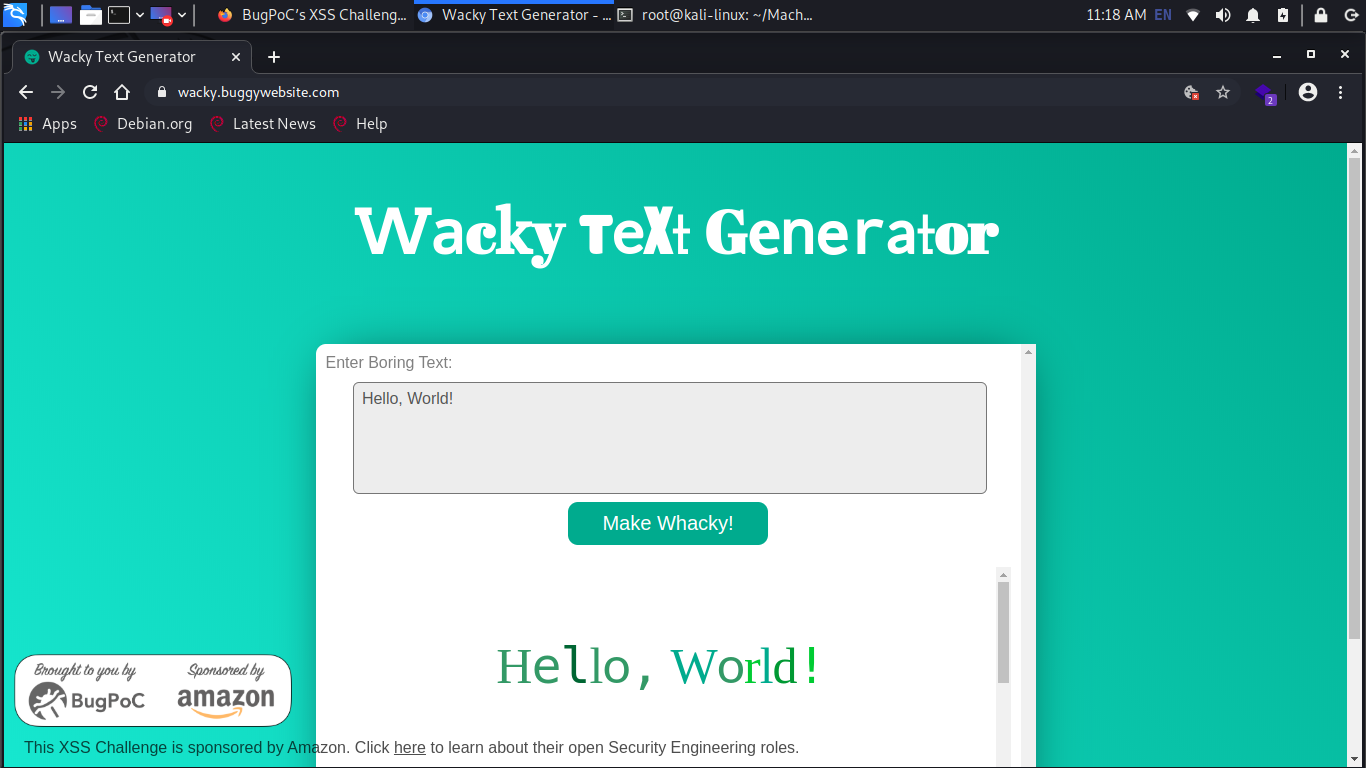 BugPoC's XSS Challeng... Wacky Text Generator - ... root@kali-linux: ~/Mach... 11:18 AM EN
Wacky Text Generator
wacky.buggywebsite.com 2
Apps Debian.org Latest News Help
Wacky TeXt Generator
Enter Boring Text:
Hello, World!
Make Whacky!
Hello, World!
Brought to you by Sponsored by
BugPoC amazon
This XSS Challenge is sponsored by Amazon. Click here to learn about their open Security Engineering roles.